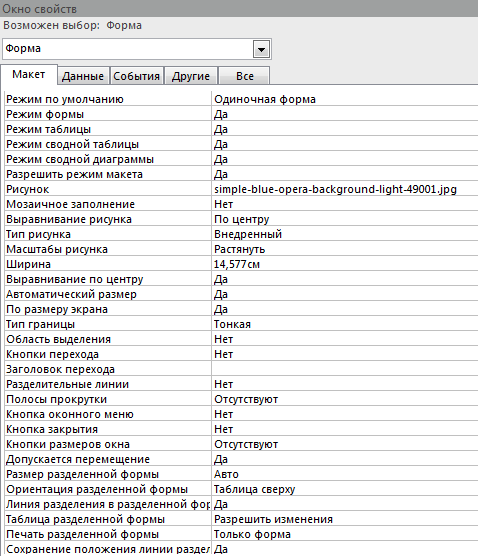 Окно свойств
Возможен выбор: Форма
Форма
Макет Данные События Другие Все
Режим по умолчанию Одиночная форма
Режим формы Да
Режим таблицы Да
Режим сводной таблицы Да
Режим сводной диаграммы Да
Разрешить режим макета Да
Рисунок simple-blue-opera-background-light-49001.jpg
Мозаичное заполнение Нет
Выравнивание рисунка По центру
Тип рисунка Внедренный
Масштабы рисунка Растянуть
Ширина 14,577см
Выравнивание по центру Да
Автоматический размер Да
По размеру экрана Да
Тип границы Тонкая
Область выделения Нет
Кнопки перехода Нет
Заголовок перехода
Разделительные линии Нет
Полосы прокрутки Отсутствуют
Кнопка оконного меню Нет
Кнопка закрытия Нет
Кнопки размеров окна Отсутствуют
Допускается перемещение Да
Размер разделенной формы Авто
Ориентация разделенной формы Таблица сверху
Линия разделения в разделенной фор Да
Таблица разделенной формы Разрешить изменения
Печать разделенной формы Только форма
Сохранение положения линии раздел Да